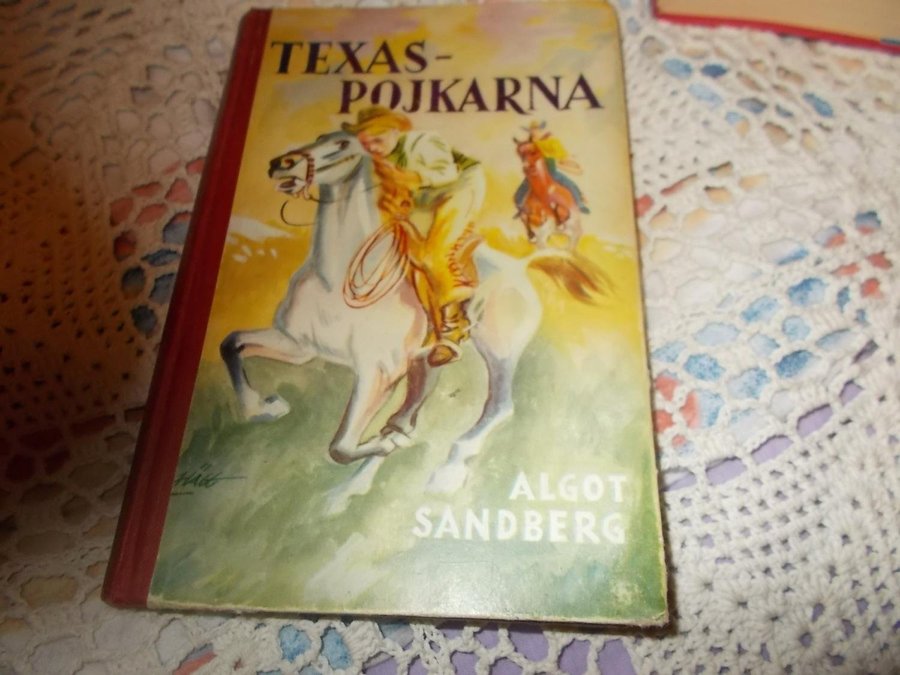 TEXAS-
POJKARNA
ALGOT
SANDBERG